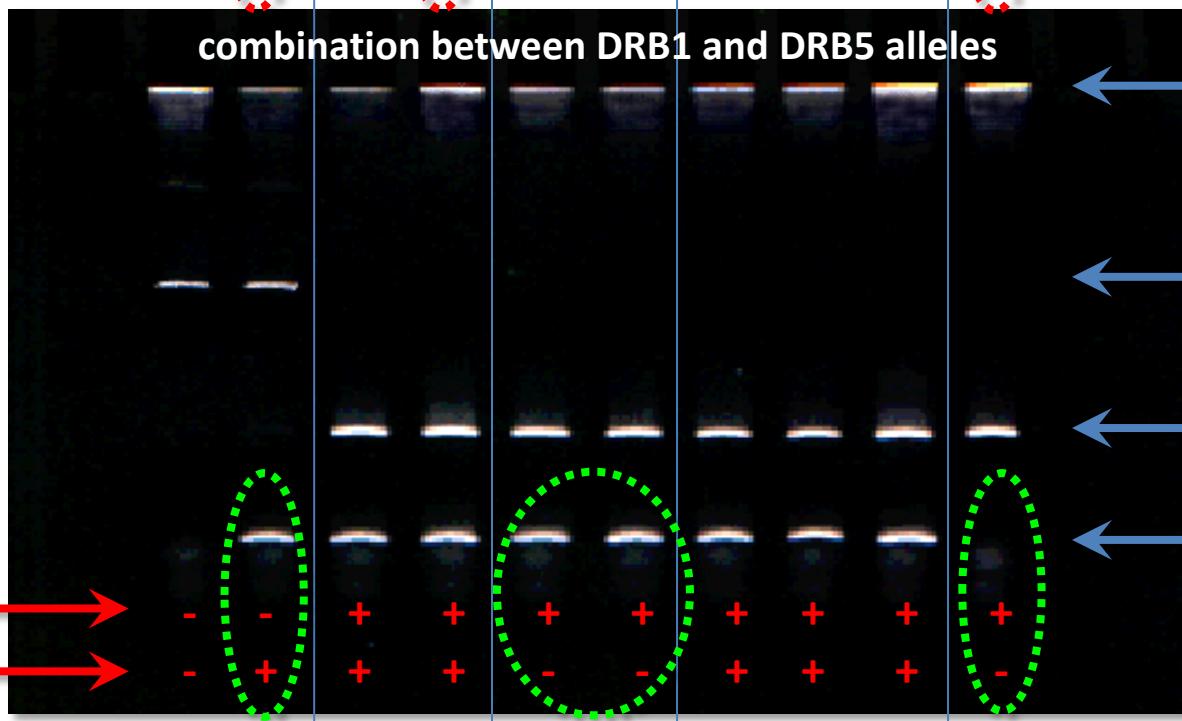 combination between DRB1 and DRB5 alleles
- - + + + + + + + +
- + + + - - + + + -